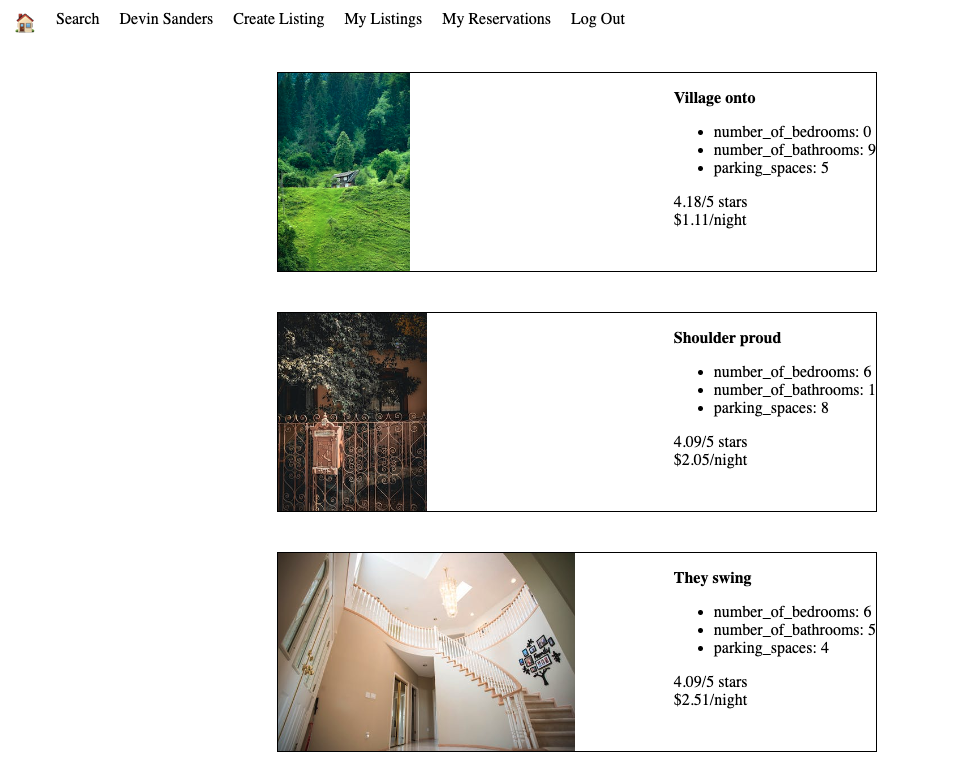 Search Devin Sanders Create Listing My Listings My Reservations Log Out
Village onto
number_of_bedrooms: 0
number_of_bathrooms: 9
parking_spaces: 5
4.18/5 stars
$1.11/night
Shoulder proud
number_of_bedrooms: 6
number_of_bathrooms: 1
parking_spaces: 8
4.09/5 stars
$2.05/night
They swing
number_of_bedrooms: 6
number_of_bathrooms: 5
parking_spaces: 4
4.09/5 stars
$2.51/night